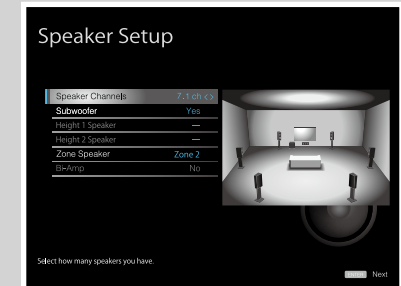 Speaker Setup
Speaker Channels 7.1 ch < >
Subwoofer Yes
Height 1 Speaker ---
Height 2 Speaker ---
Zone Speaker Zone 2
Bi-Amp No
Select how many speakers you have.
ENTER Next